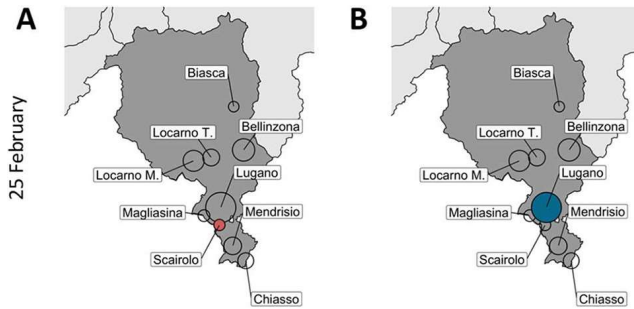 A
B
25 February
Biasca
Locarno T.
Bellinzona
Locarno M.
Lugano
Magliasina
Mendrisio
Scairolo
Chiasso
Biasca
Locarno T.
Bellinzona
Locarno M.
Lugano
Magliasina
Mendrisio
Scairolo
Chiasso